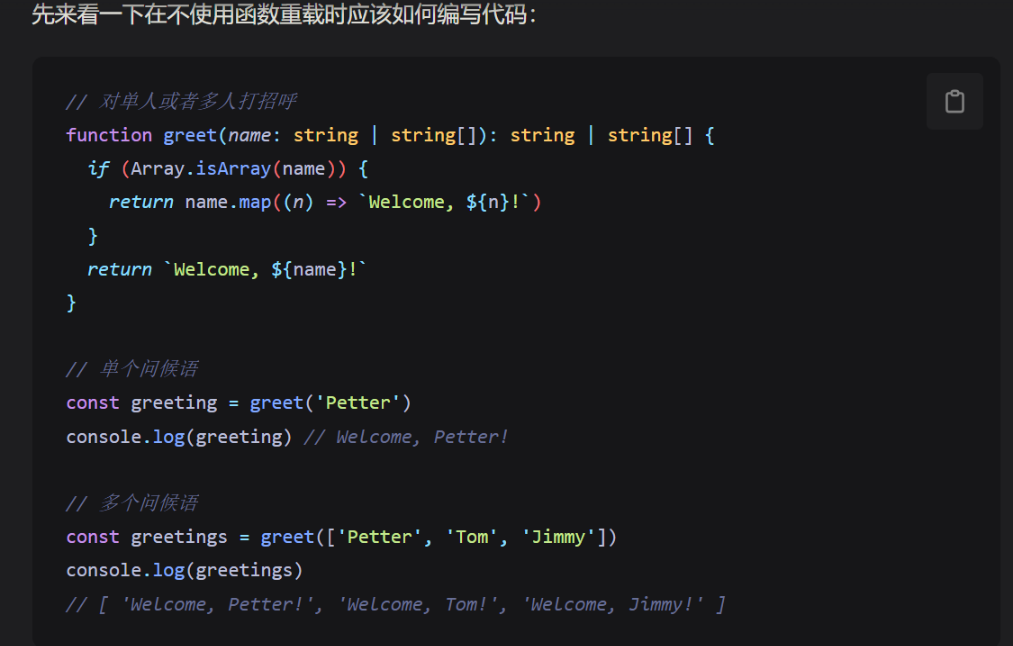 先来看一下在不使用函数重载时应该如何编写代码：
// 对单人或者多人打招呼
function greet(name: string | string[]): string | string[] {
  if (Array.isArray(name)) {
    return name.map((n) => `Welcome, ${n}!`)
  }
  return `Welcome, ${name}!`
}
// 单个问候语
const greeting = greet('Petter')
console.log(greeting) // Welcome, Petter!
// 多个问候语
const greetings = greet(['Petter', 'Tom', 'Jimmy'])
console.log(greetings)
// [ 'Welcome, Petter!', 'Welcome, Tom!', 'Welcome, Jimmy!' ]